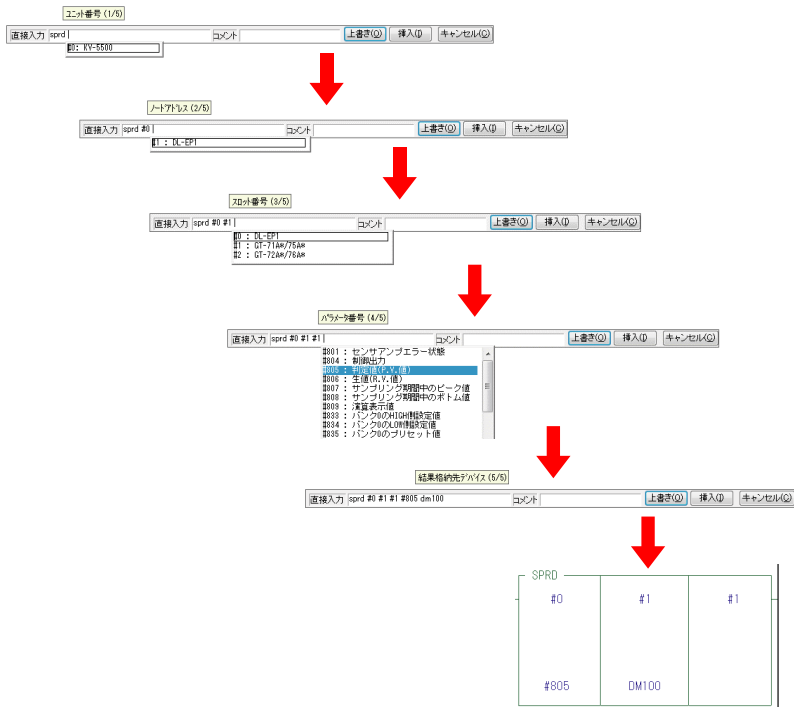 ユニット番号 (1/5)
直接入力 sprd コメント 上書き(O) 挿入(I) キャンセル(C)
#0: KV-5500
ノードアドレス (2/5)
直接入力 sprd #0 コメント 上書き(O) 挿入(I) キャンセル(C)
#1 : DL-EP1
スロット番号 (3/5)
直接入力 sprd #0 #1 コメント 上書き(O) 挿入(I) キャンセル(C)
#0 : DL-EP1
#1 : GT-71A*/75A*
#2 : GT-72A*/76A*
パラメータ番号 (4/5)
直接入力 sprd #0 #1 #1 コメント 上書き(O) 挿入(I) キャンセル(C)
#801 : センサアンプエラー状態
#804 : 制御出力
#805 : 判定値(P.V.値)
#806 : 生値(R.V.値)
#807 : サンプリング期間中のピーク値
#808 : サンプリング期間中のボトム値
#809 : 演算表示値
#833 : バンク0のHIGH側設定値
#834 : バンク0のLOW側設定値
#835 : バンク0のプリセット値
結果格納先デバイス (5/5)
直接入力 sprd #0 #1 #1 #805 dm100 コメント 上書き(O) 挿入(I) キャンセル(C)
SPRD
#0 #1 #1
#805 DM100